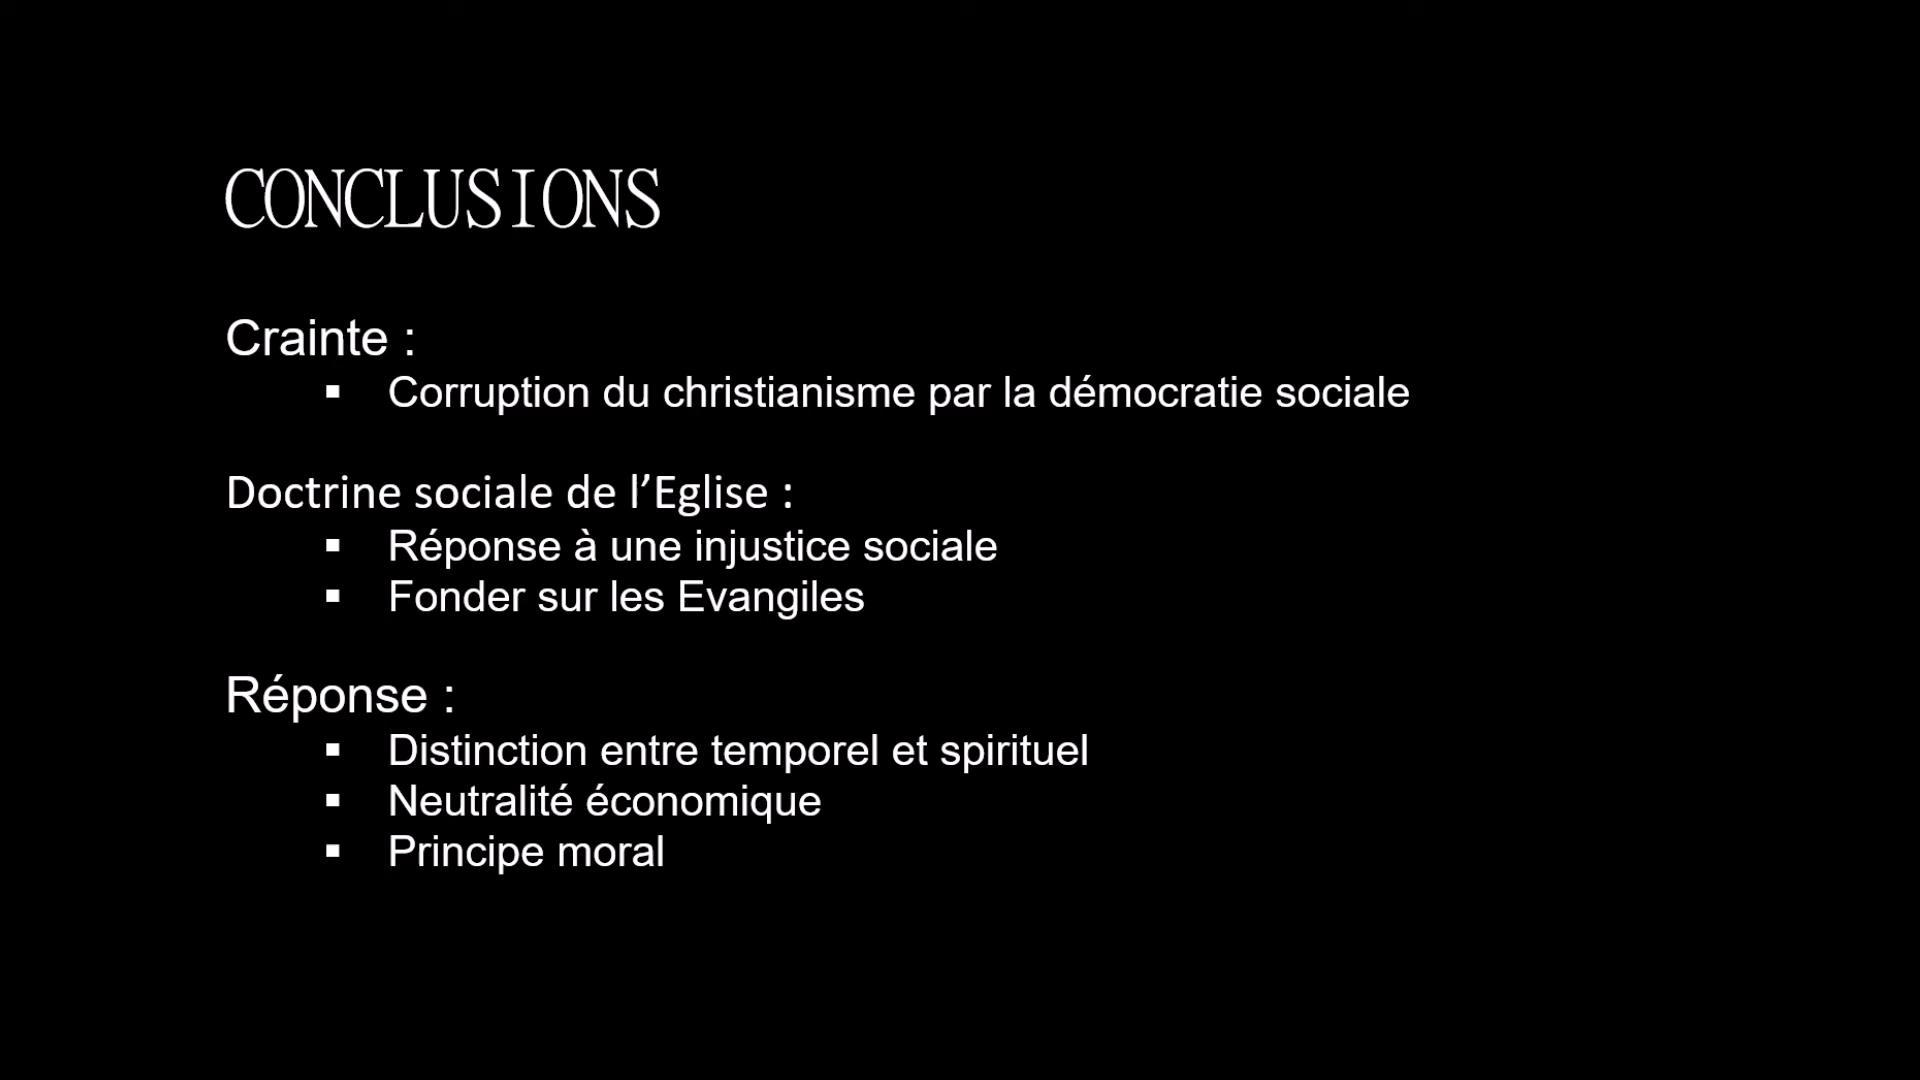 CONCLUSIONS
Crainte :
▪ Corruption du christianisme par la démocratie sociale
Doctrine sociale de l’Eglise :
▪ Réponse à une injustice sociale
▪ Fonder sur les Evangiles
Réponse :
▪ Distinction entre temporel et spirituel
▪ Neutralité économique
▪ Principe moral